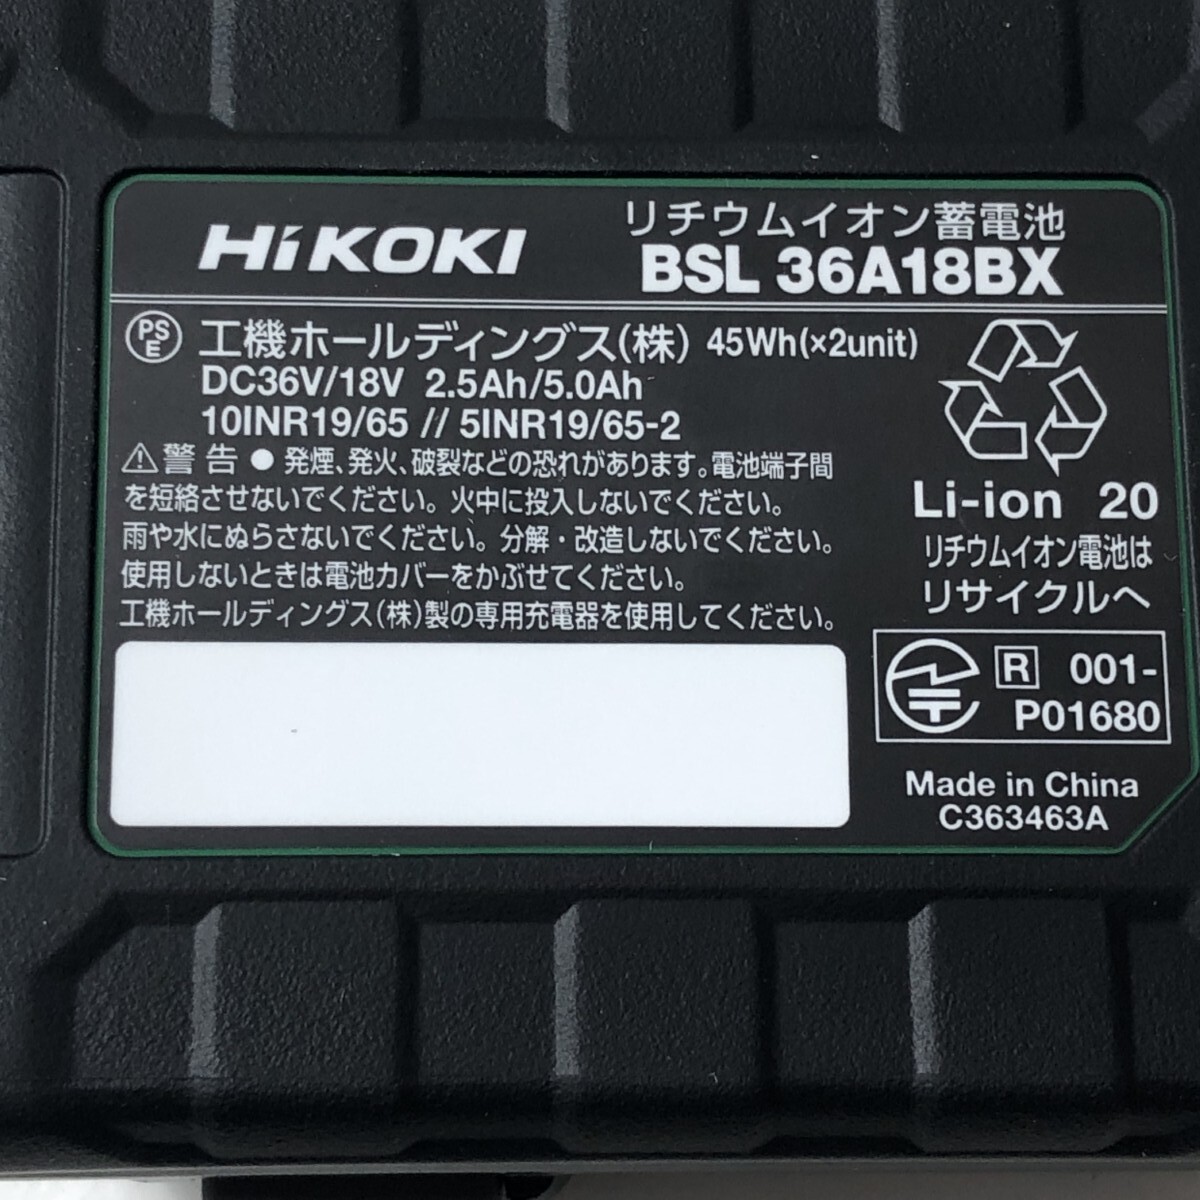 HiKOKI
リチウムイオン蓄電池
BSL 36A18BX
PS
E
工機ホールディングス(株) 45Wh(×2unit)
DC36V/18V 2.5Ah/5.0Ah
10INR19/65 // 5INR19/65-2
⚠警告 ● 発煙、発火、破裂などの恐れがあります。電池端子間
を短絡させないでください。火中に投入しないでください。
雨や水にぬらさないでください。分解・改造しないでください。
使用しないときは電池カバーをかぶせてください。
工機ホールディングス(株)製の専用充電器を使用してください。
Li-ion 20
リチウムイオン電池は
リサイクルへ
R 001-
P01680
Made in China
C363463A